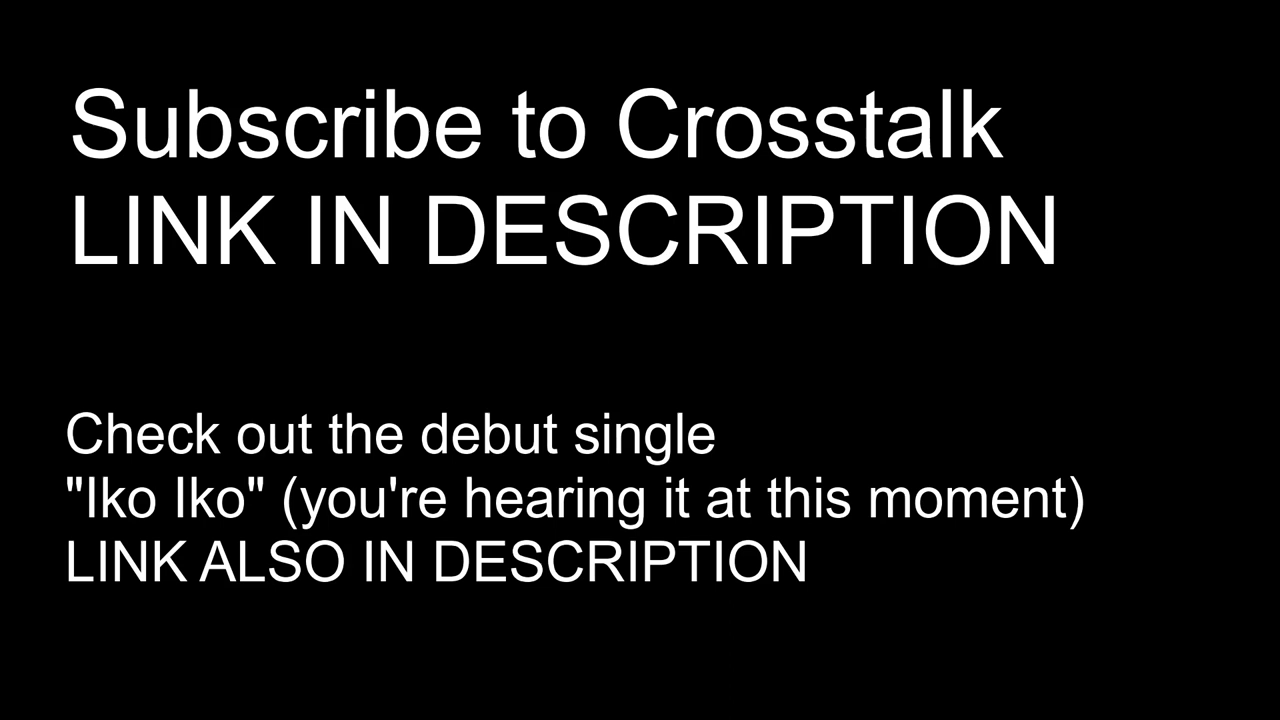 Subscribe to Crosstalk
LINK IN DESCRIPTION
Check out the debut single
"Iko Iko" (you're hearing it at this moment)
LINK ALSO IN DESCRIPTION